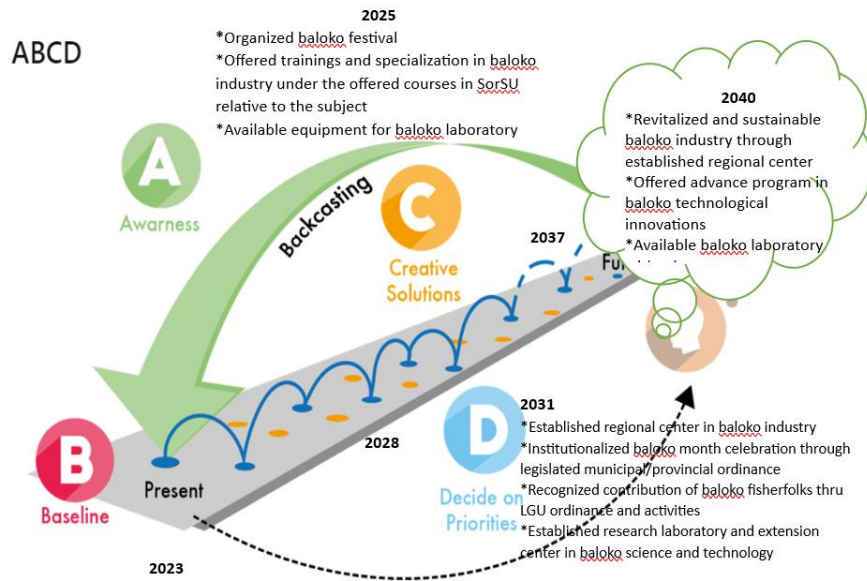 ABCD
2025
*Organized baloko festival
*Offered trainings and specialization in baloko
industry under the offered courses in SorSU
relative to the subject
*Available equipment for baloko laboratory
2040
*Revitalized and sustainable
baloko industry through
established regional center
*Offered advance program in
baloko technological
innovations
*Available baloko laboratory
A
Awarness
Backcasting
C
Creative
Solutions
2037
Fu
B
Baseline
Present
2023
2028
D
Decide on
Priorities
2031
*Established regional center in baloko industry
*Institutionalized baloko month celebration through
legislated municipal/provincial ordinance
*Recognized contribution of baloko fisherfolks thru
LGU ordinance and activities
*Established research laboratory and extension
center in baloko science and technology